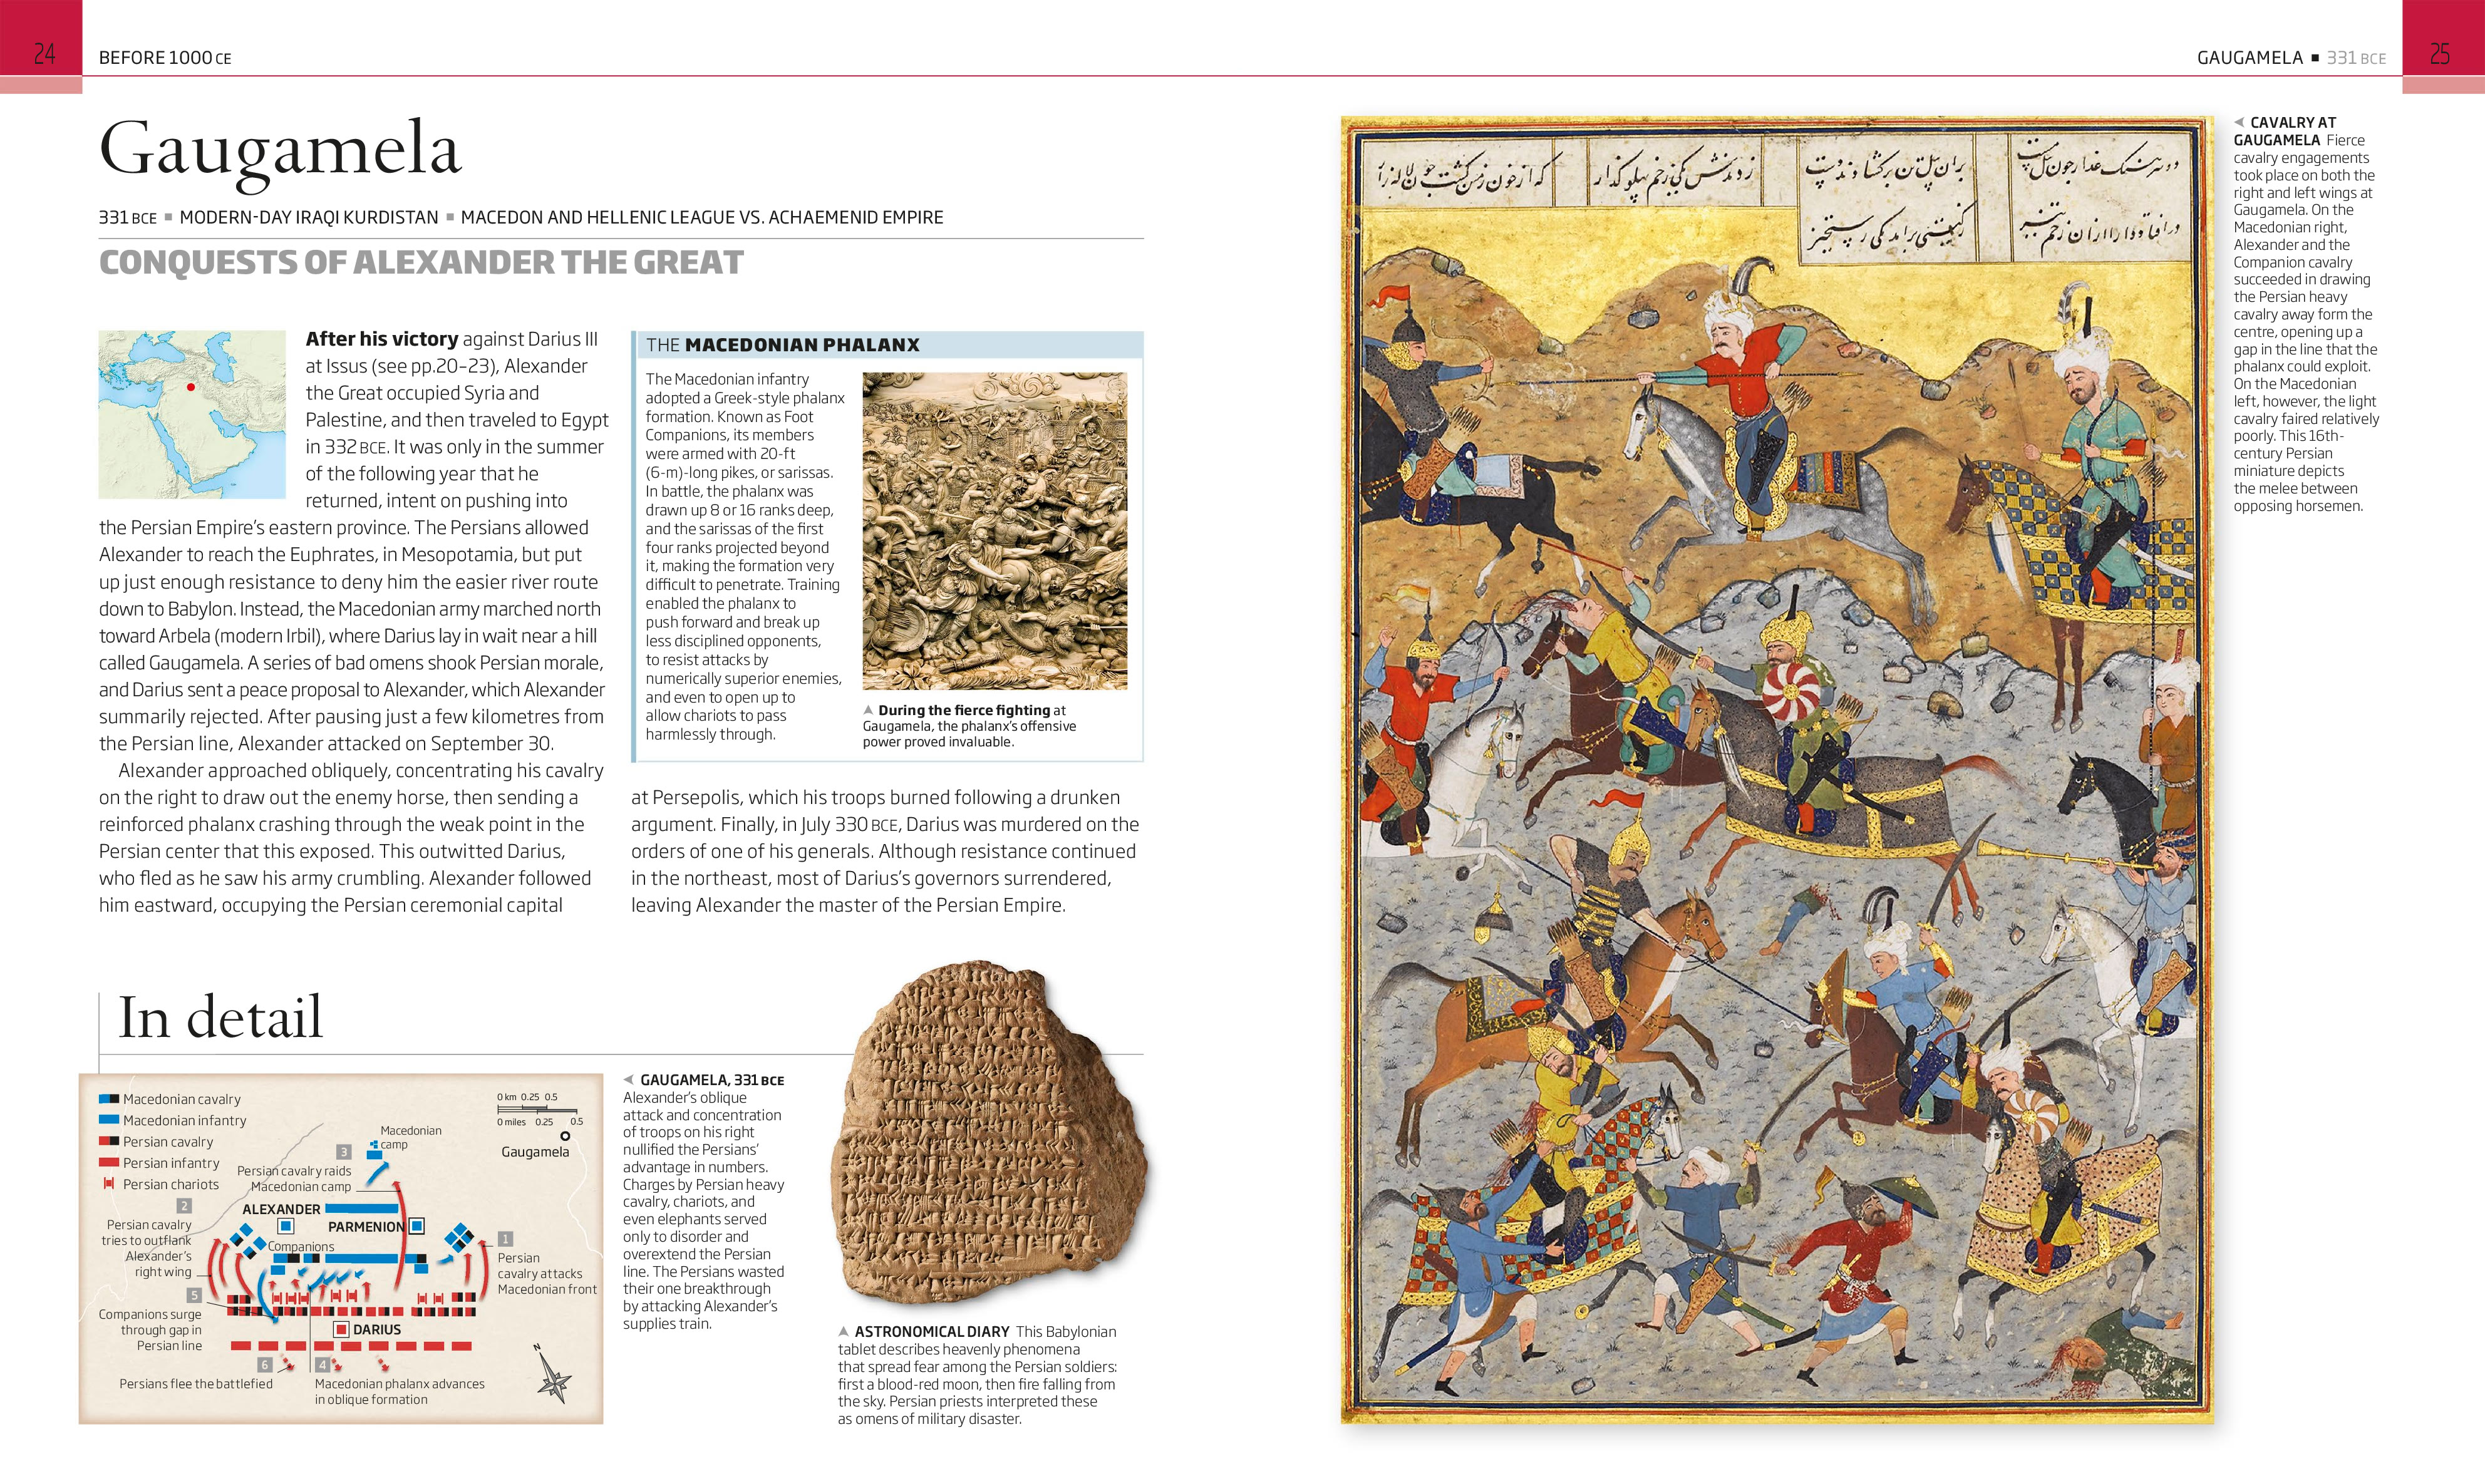 24
BEFORE 1000 CE
GAUGAMELA ■ 331 BCE
25
Gaugamela
331 BCE ■ MODERN-DAY IRAQI KURDISTAN ■ MACEDON AND HELLENIC LEAGUE VS. ACHAEMENID EMPIRE
CONQUESTS OF ALEXANDER THE GREAT
After his victory against Darius III
at Issus (see pp.20–23), Alexander
the Great occupied Syria and
Palestine, and then traveled to Egypt
in 332 BCE. It was only in the summer
of the following year that he
returned, intent on pushing into
the Persian Empire's eastern province. The Persians allowed
Alexander to reach the Euphrates, in Mesopotamia, but put
up just enough resistance to deny him the easier river route
down to Babylon. Instead, the Macedonian army marched north
toward Arbela (modern Irbil), where Darius lay in wait near a hill
called Gaugamela. A series of bad omens shook Persian morale,
and Darius sent a peace proposal to Alexander, which Alexander
summarily rejected. After pausing just a few kilometres from
the Persian line, Alexander attacked on September 30.
Alexander approached obliquely, concentrating his cavalry
on the right to draw out the enemy horse, then sending a
reinforced phalanx crashing through the weak point in the
Persian center that this exposed. This outwitted Darius,
who fled as he saw his army crumbling. Alexander followed
him eastward, occupying the Persian ceremonial capital
THE MACEDONIAN PHALANX
The Macedonian infantry
adopted a Greek-style phalanx
formation. Known as Foot
Companions, its members
were armed with 20-ft
(6-m)-long pikes, or sarissas.
In battle, the phalanx was
drawn up 8 or 16 ranks deep,
and the sarissas of the first
four ranks projected beyond
it, making the formation very
difficult to penetrate. Training
enabled the phalanx to
push forward and break up
less disciplined opponents,
to resist attacks by
numerically superior enemies,
and even to open up to
allow chariots to pass
harmlessly through.
During the fierce fighting at
Gaugamela, the phalanx's offensive
power proved invaluable.
at Persepolis, which his troops burned following a drunken
argument. Finally, in July 330 BCE, Darius was murdered on the
orders of one of his generals. Although resistance continued
in the northeast, most of Darius's governors surrendered,
leaving Alexander the master of the Persian Empire.
In detail
Macedonian cavalry
Macedonian infantry
Persian cavalry
Persian infantry
Persian chariots
0 km 0.25 0.5
0 miles 0.25 0.5
Gaugamela
Macedonian
camp
3
Persian cavalry raids
Macedonian camp
2
Persian cavalry
tries to outflank
Alexander's
right wing
ALEXANDER
PARMENION
Companions
1
Persian
cavalry attacks
Macedonian front
5
Companions surge
through gap in
Persian line
DARIUS
6
Persians flee the battlefied
4
Macedonian phalanx advances
in oblique formation
N
GAUGAMELA, 331 BCE
Alexander's oblique
attack and concentration
of troops on his right
nullified the Persians'
advantage in numbers.
Charges by Persian heavy
cavalry, chariots, and
even elephants served
only to disorder and
overextend the Persian
line. The Persians wasted
their one breakthrough
by attacking Alexander's
supplies train.
ASTRONOMICAL DIARY This Babylonian
tablet describes heavenly phenomena
that spread fear among the Persian soldiers:
first a blood-red moon, then fire falling from
the sky. Persian priests interpreted these
as omens of military disaster.
CAVALRY AT
GAUGAMELA Fierce
cavalry engagements
took place on both the
right and left wings at
Gaugamela. On the
Macedonian right,
Alexander and the
Companion cavalry
succeeded in drawing
the Persian heavy
cavalry away form the
centre, opening up a
gap in the line that the
phalanx could exploit.
On the Macedonian
left, however, the light
cavalry faired relatively
poorly. This 16th-
century Persian
miniature depicts
the melee between
opposing horsemen.